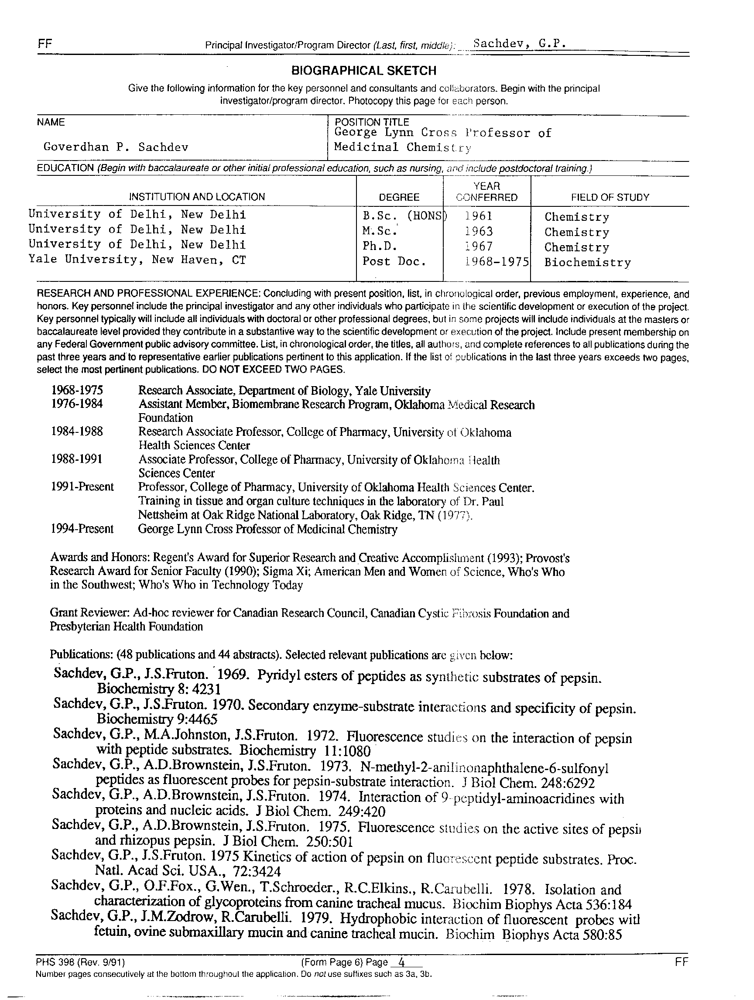 FF
Principal Investigator/Program Director (Last, first, middle): Sachdev, G.P.
BIOGRAPHICAL SKETCH
Give the following information for the key personnel and consultants and collaborators. Begin with the principal
investigator/program director. Photocopy this page for each person.
NAME
Goverdhan P. Sachdev
POSITION TITLE
George Lynn Cross Professor of
Medicinal Chemistry
EDUCATION (Begin with baccalaureate or other initial professional education, such as nursing, and include postdoctoral training.)
INSTITUTION AND LOCATION DEGREE YEAR CONFERRED FIELD OF STUDY
University of Delhi, New Delhi B.Sc. (HONS) 1961 Chemistry
University of Delhi, New Delhi M.Sc. 1963 Chemistry
University of Delhi, New Delhi Ph.D. 1967 Chemistry
Yale University, New Haven, CT Post Doc. 1968-1975 Biochemistry
RESEARCH AND PROFESSIONAL EXPERIENCE: Concluding with present position, list, in chronological order, previous employment, experience, and
honors. Key personnel include the principal investigator and any other individuals who participate in the scientific development or execution of the project.
Key personnel typically will include all individuals with doctoral or other professional degrees, but in some projects will include individuals at the masters or
baccalaureate level provided they contribute in a substantive way to the scientific development or execution of the project. Include present membership on
any Federal Government public advisory committee. List, in chronological order, the titles, all authors, and complete references to all publications during the
past three years and to representative earlier publications pertinent to this application. If the list of publications in the last three years exceeds two pages,
select the most pertinent publications. DO NOT EXCEED TWO PAGES.
1968-1975 Research Associate, Department of Biology, Yale University
1976-1984 Assistant Member, Biomembrane Research Program, Oklahoma Medical Research
Foundation
1984-1988 Research Associate Professor, College of Pharmacy, University of Oklahoma
Health Sciences Center
1988-1991 Associate Professor, College of Pharmacy, University of Oklahoma Health
Sciences Center
1991-Present Professor, College of Pharmacy, University of Oklahoma Health Sciences Center.
Training in tissue and organ culture techniques in the laboratory of Dr. Paul
Nettsheim at Oak Ridge National Laboratory, Oak Ridge, TN (1977).
1994-Present George Lynn Cross Professor of Medicinal Chemistry
Awards and Honors: Regent's Award for Superior Research and Creative Accomplishment (1993); Provost's
Research Award for Senior Faculty (1990); Sigma Xi; American Men and Women of Science, Who's Who
in the Southwest; Who's Who in Technology Today
Grant Reviewer: Ad-hoc reviewer for Canadian Research Council, Canadian Cystic Fibrosis Foundation and
Presbyterian Health Foundation
Publications: (48 publications and 44 abstracts). Selected relevant publications are given below:
Sachdev, G.P., J.S.Fruton. 1969. Pyridyl esters of peptides as synthetic substrates of pepsin.
Biochemistry 8: 4231
Sachdev, G.P., J.S.Fruton. 1970. Secondary enzyme-substrate interactions and specificity of pepsin.
Biochemistry 9:4465
Sachdev, G.P., M.A.Johnston, J.S.Fruton. 1972. Fluorescence studies on the interaction of pepsin
with peptide substrates. Biochemistry 11:1080
Sachdev, G.P., A.D.Brownstein, J.S.Fruton. 1973. N-methyl-2-anilinonaphthalene-6-sulfonyl
peptides as fluorescent probes for pepsin-substrate interaction. J Biol Chem. 248:6292
Sachdev, G.P., A.D.Brownstein, J.S.Fruton. 1974. Interaction of 9-peptidyl-aminoacridines with
proteins and nucleic acids. J Biol Chem. 249:420
Sachdev, G.P., A.D.Brownstein, J.S.Fruton. 1975. Fluorescence studies on the active sites of pepsin
and rhizopus pepsin. J Biol Chem. 250:501
Sachdev, G.P., J.S.Fruton. 1975 Kinetics of action of pepsin on fluorescent peptide substrates. Proc.
Natl. Acad Sci. USA., 72:3424
Sachdev, G.P., O.F.Fox., G.Wen., T.Schroeder., R.C.Elkins., R.Carubelli. 1978. Isolation and
characterization of glycoproteins from canine tracheal mucus. Biochim Biophys Acta 536:184
Sachdev, G.P., J.M.Zodrow, R.Carubelli. 1979. Hydrophobic interaction of fluorescent probes with
fetuin, ovine submaxillary mucin and canine tracheal mucin. Biochim Biophys Acta 580:85
PHS 398 (Rev. 9/91) (Form Page 6) Page 4 FF
Number pages consecutively at the bottom throughout the application. Do not use suffixes such as 3a, 3b.